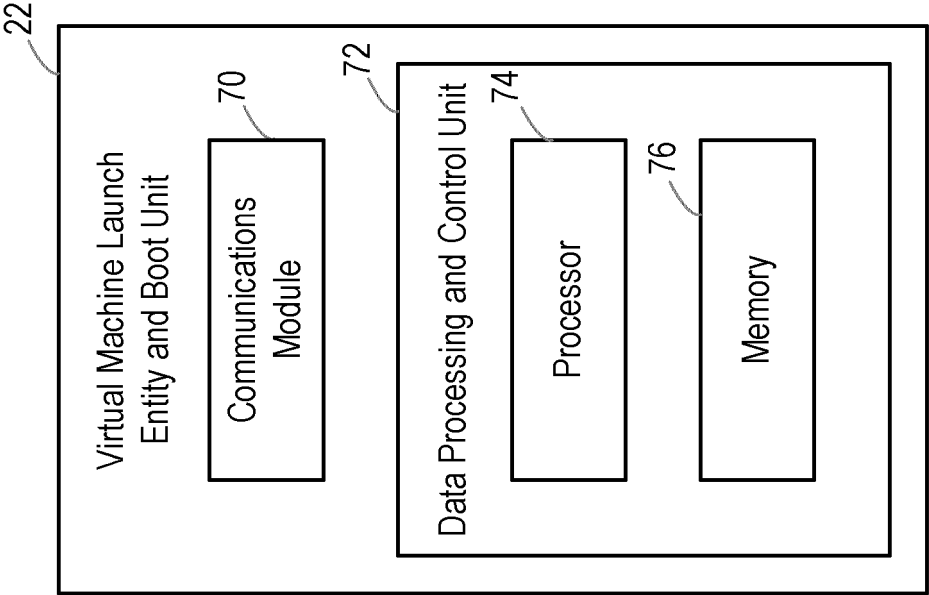 22
Virtual Machine Launch
Entity and Boot Unit
70
Communications
Module
72
Data Processing and Control Unit
74
Processor
76
Memory